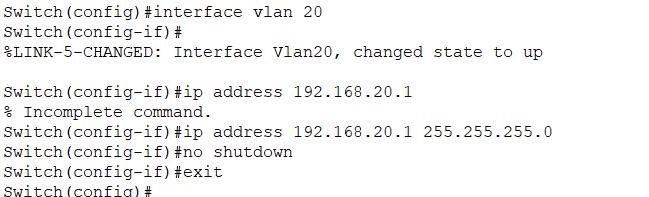 Switch(config)#interface vlan 20
Switch(config-if)#
%LINK-5-CHANGED: Interface Vlan20, changed state to up
Switch(config-if)#ip address 192.168.20.1
% Incomplete command.
Switch(config-if)#ip address 192.168.20.1 255.255.255.0
Switch(config-if)#no shutdown
Switch(config-if)#exit
Switch(config)#